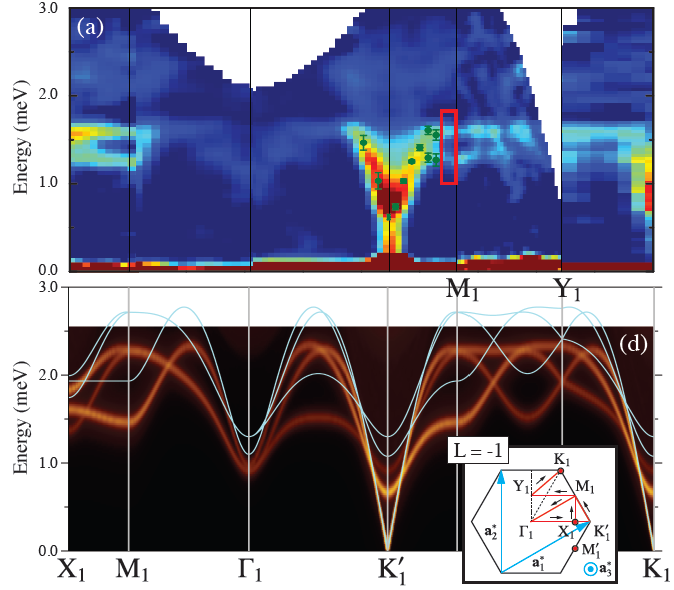 (a)
3.0
2.0
1.0
0.0
Energy (meV)
M₁ Y₁
(d)
3.0
2.0
1.0
0.0
Energy (meV)
L = -1
K₁
Y₁ M₁
Γ₁ X₁ K′₁
M′₁
a₂*
a₁*
a₃*
X₁ M₁ Γ₁ K′₁ K₁